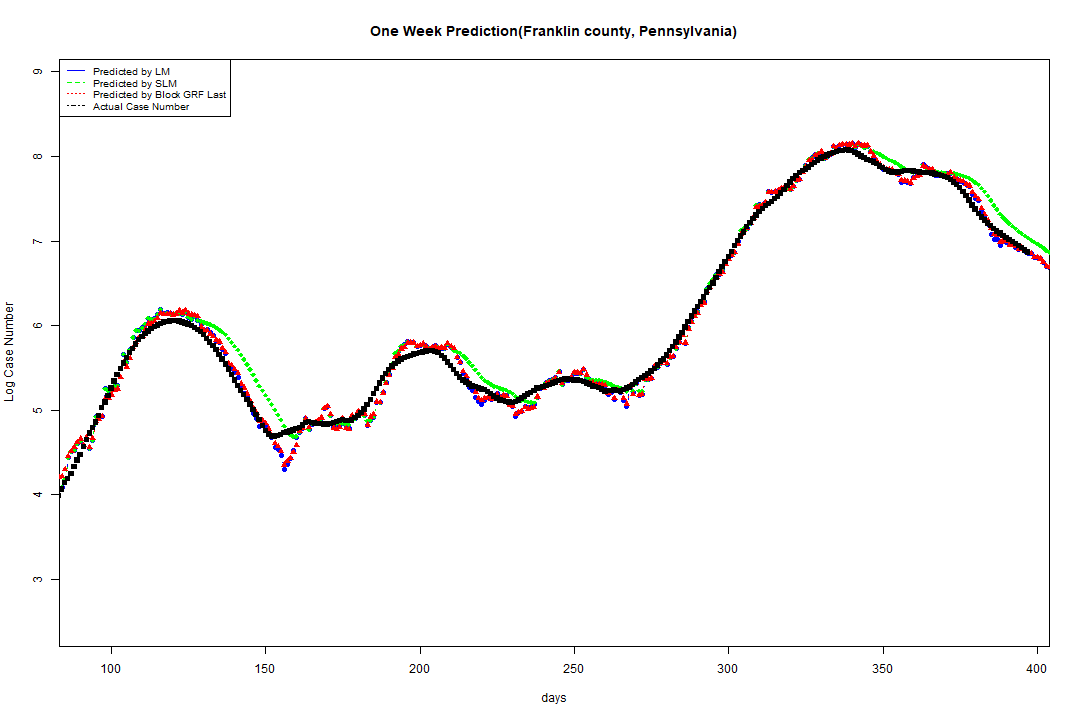 One Week Prediction(Franklin county, Pennsylvania)
Predicted by LM
Predicted by SLM
Predicted by Block GRF Last
Actual Case Number
Log Case Number
9
8
7
6
5
4
3
100 150 200 250 300 350 400
days